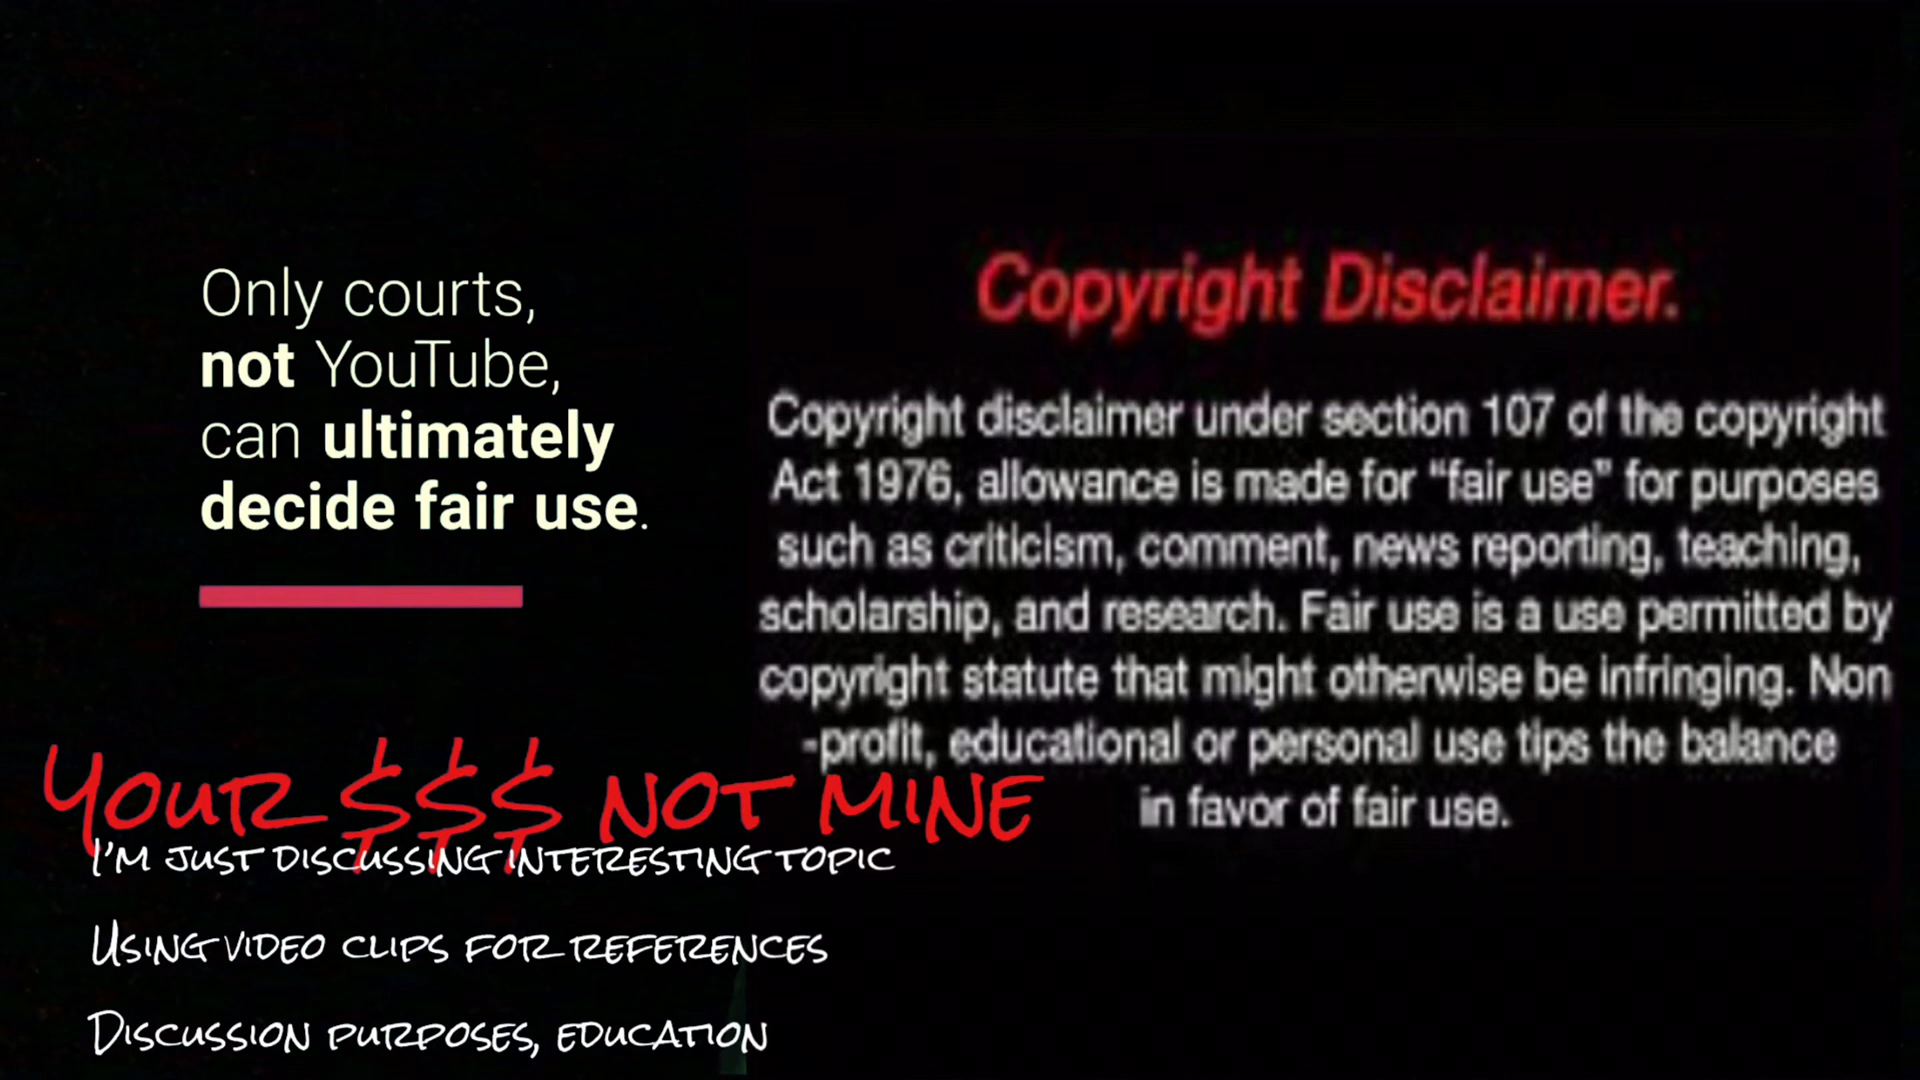 Only courts,
not YouTube,
can ultimately
decide fair use.
Copyright Disclaimer.
Copyright disclaimer under section 107 of the copyright
Act 1976, allowance is made for “fair use” for purposes
such as criticism, comment, news reporting, teaching,
scholarship, and research. Fair use is a use permitted by
copyright statute that might otherwise be infringing. Non
-profit, educational or personal use tips the balance
in favor of fair use.
Your $$$ not mine
I'm just discussing interesting topic
Using video clips for references
Discussion purposes, education